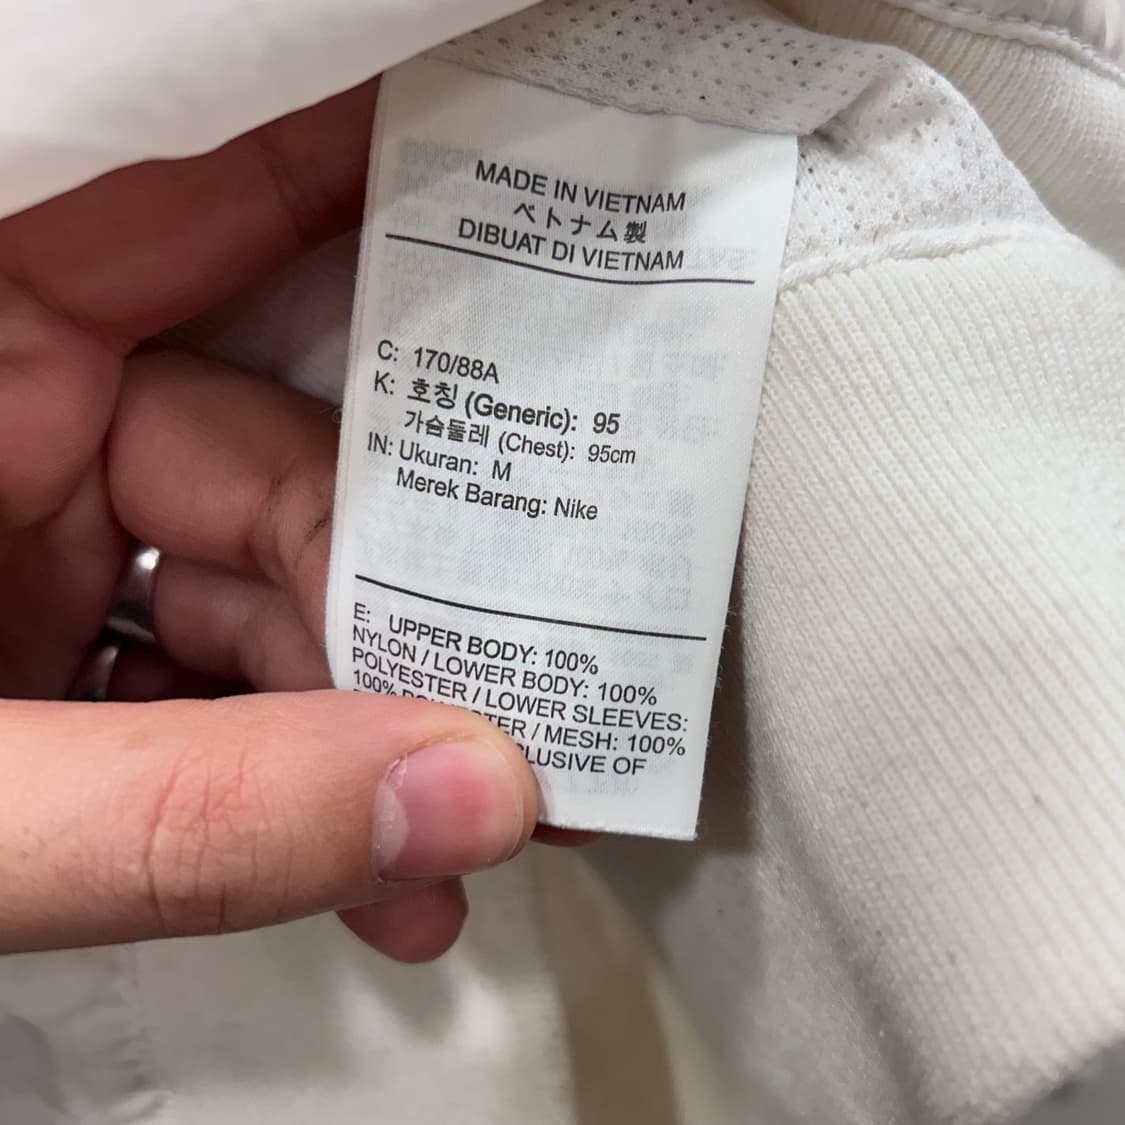 MADE IN VIETNAM
ベトナム製
DIBUAT DI VIETNAM
C: 170/88A
K: 호칭 (Generic): 95
가슴둘레 (Chest): 95cm
IN: Ukuran: M
Merek Barang: Nike
E: UPPER BODY: 100%
NYLON / LOWER BODY: 100%
POLYESTER / LOWER SLEEVES:
100% / MESH: 100%
OF